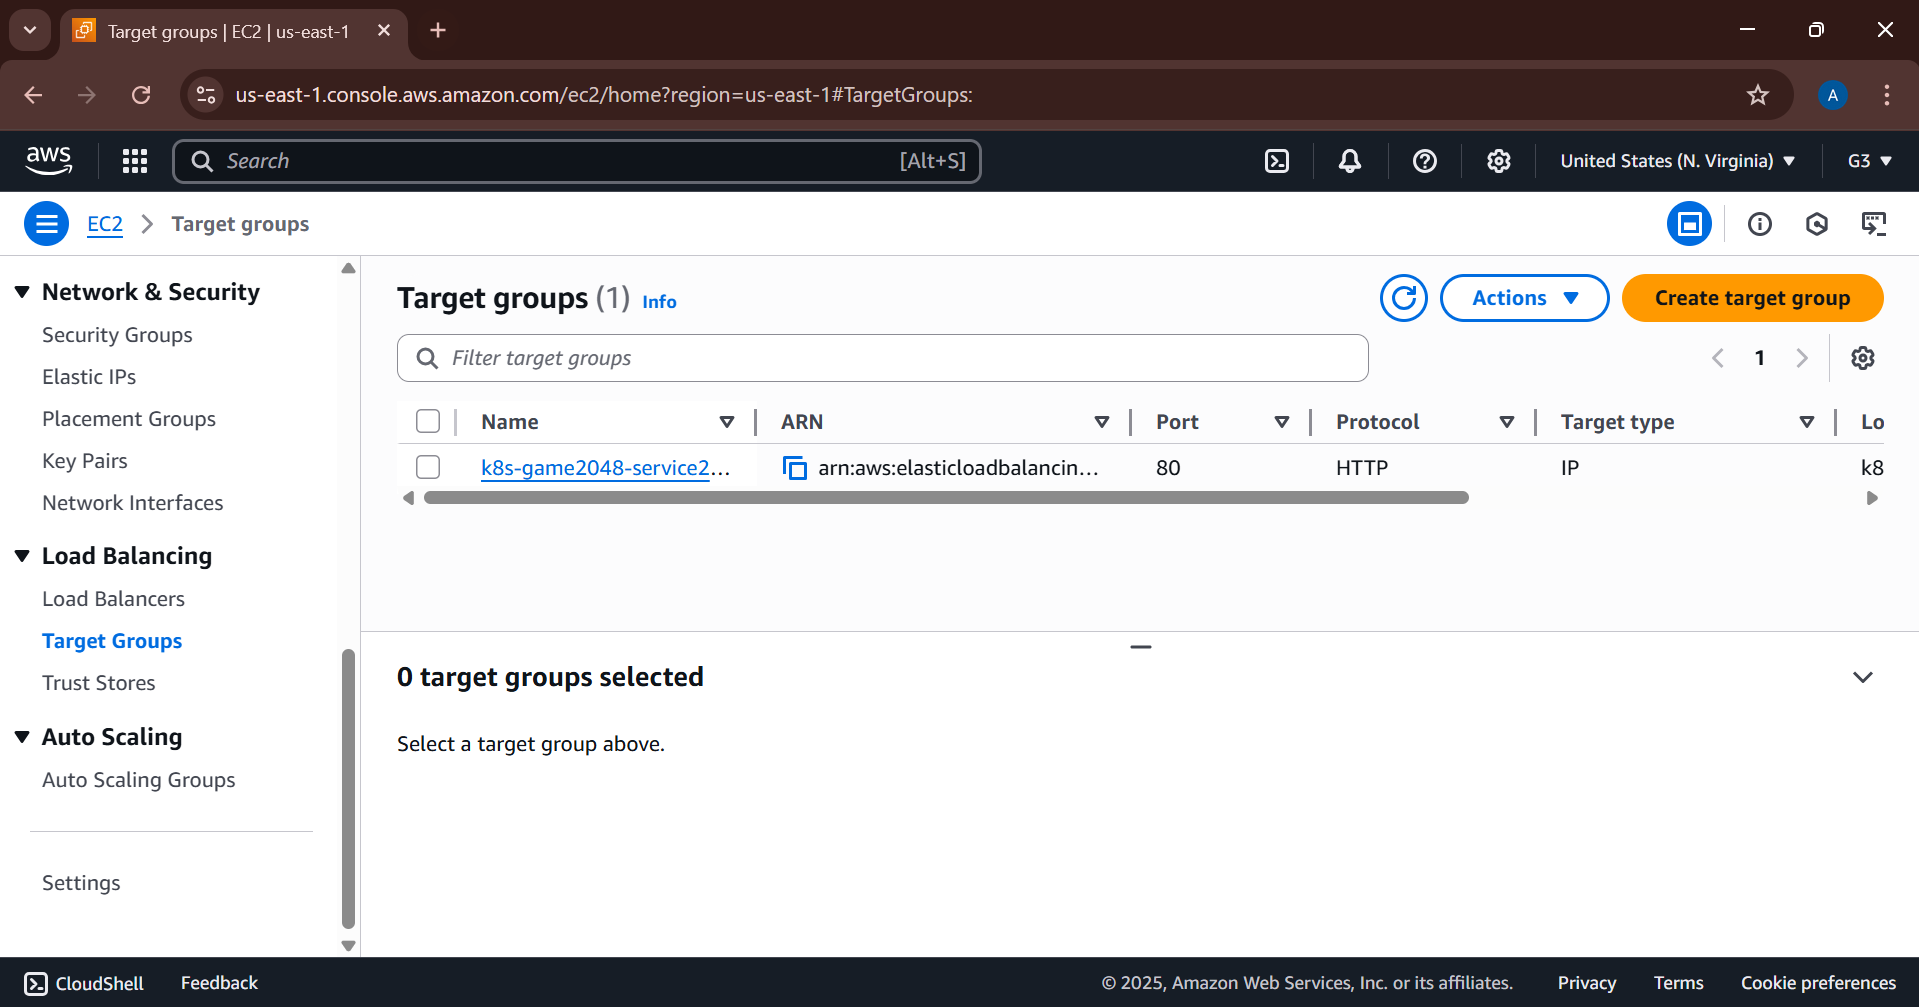 Target groups | EC2 | us-east-1
us-east-1.console.aws.amazon.com/ec2/home?region=us-east-1#TargetGroups:
A
aws
Search
[Alt+S]
United States (N. Virginia)
G3
EC2
Target groups
Network & Security
Security Groups
Elastic IPs
Placement Groups
Key Pairs
Network Interfaces
Load Balancing
Load Balancers
Target Groups
Trust Stores
Auto Scaling
Auto Scaling Groups
Settings
Target groups (1) Info
Actions
Create target group
Filter target groups
1
Name ARN Port Protocol Target type Lo
k8s-game2048-service2... arn:aws:elasticloadbalancin... 80 HTTP IP k8
0 target groups selected
Select a target group above.
CloudShell Feedback © 2025, Amazon Web Services, Inc. or its affiliates. Privacy Terms Cookie preferences